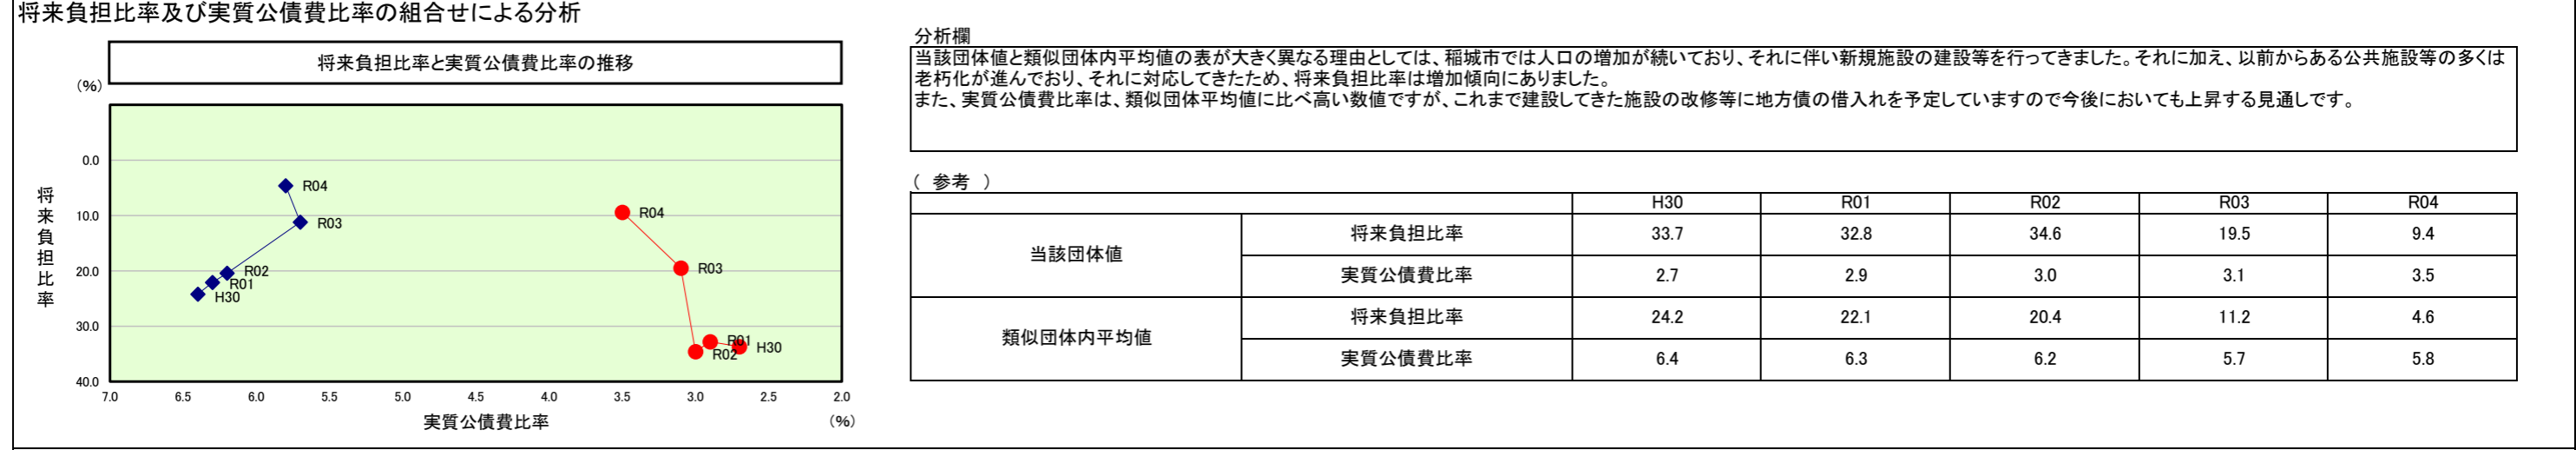 将来負担比率及び実質公債費比率の組合せによる分析
将来負担比率と実質公債費比率の推移
(%)
0.0
10.0
20.0
30.0
40.0
将来負担比率
R04
R03
R02
R01
H30
R04
R03
R01
R02
H30
7.0 6.5 6.0 5.5 5.0 4.5 4.0 3.5 3.0 2.5 2.0
実質公債費比率
(%)
分析欄
当該団体値と類似団体内平均値の表が大きく異なる理由としては、稲城市では人口の増加が続いており、それに伴い新規施設の建設等を行ってきました。それに加え、以前からある公共施設等の多くは
老朽化が進んでおり、それに対応してきたため、将来負担比率は増加傾向にありました。
また、実質公債費比率は、類似団体平均値に比べ高い数値ですが、これまで建設してきた施設の改修等に地方債の借入れを予定していますので今後においても上昇する見通しです。
( 参考 )
H30 R01 R02 R03 R04
当該団体値
将来負担比率 33.7 32.8 34.6 19.5 9.4
実質公債費比率 2.7 2.9 3.0 3.1 3.5
類似団体内平均値
将来負担比率 24.2 22.1 20.4 11.2 4.6
実質公債費比率 6.4 6.3 6.2 5.7 5.8